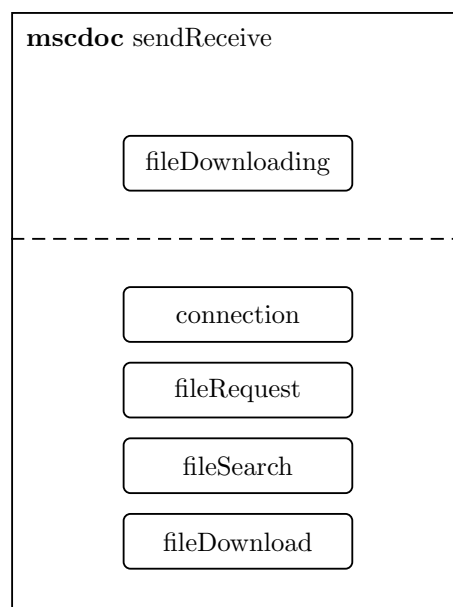 mscdoc sendReceive
fileDownloading
connection
fileRequest
fileSearch
fileDownload